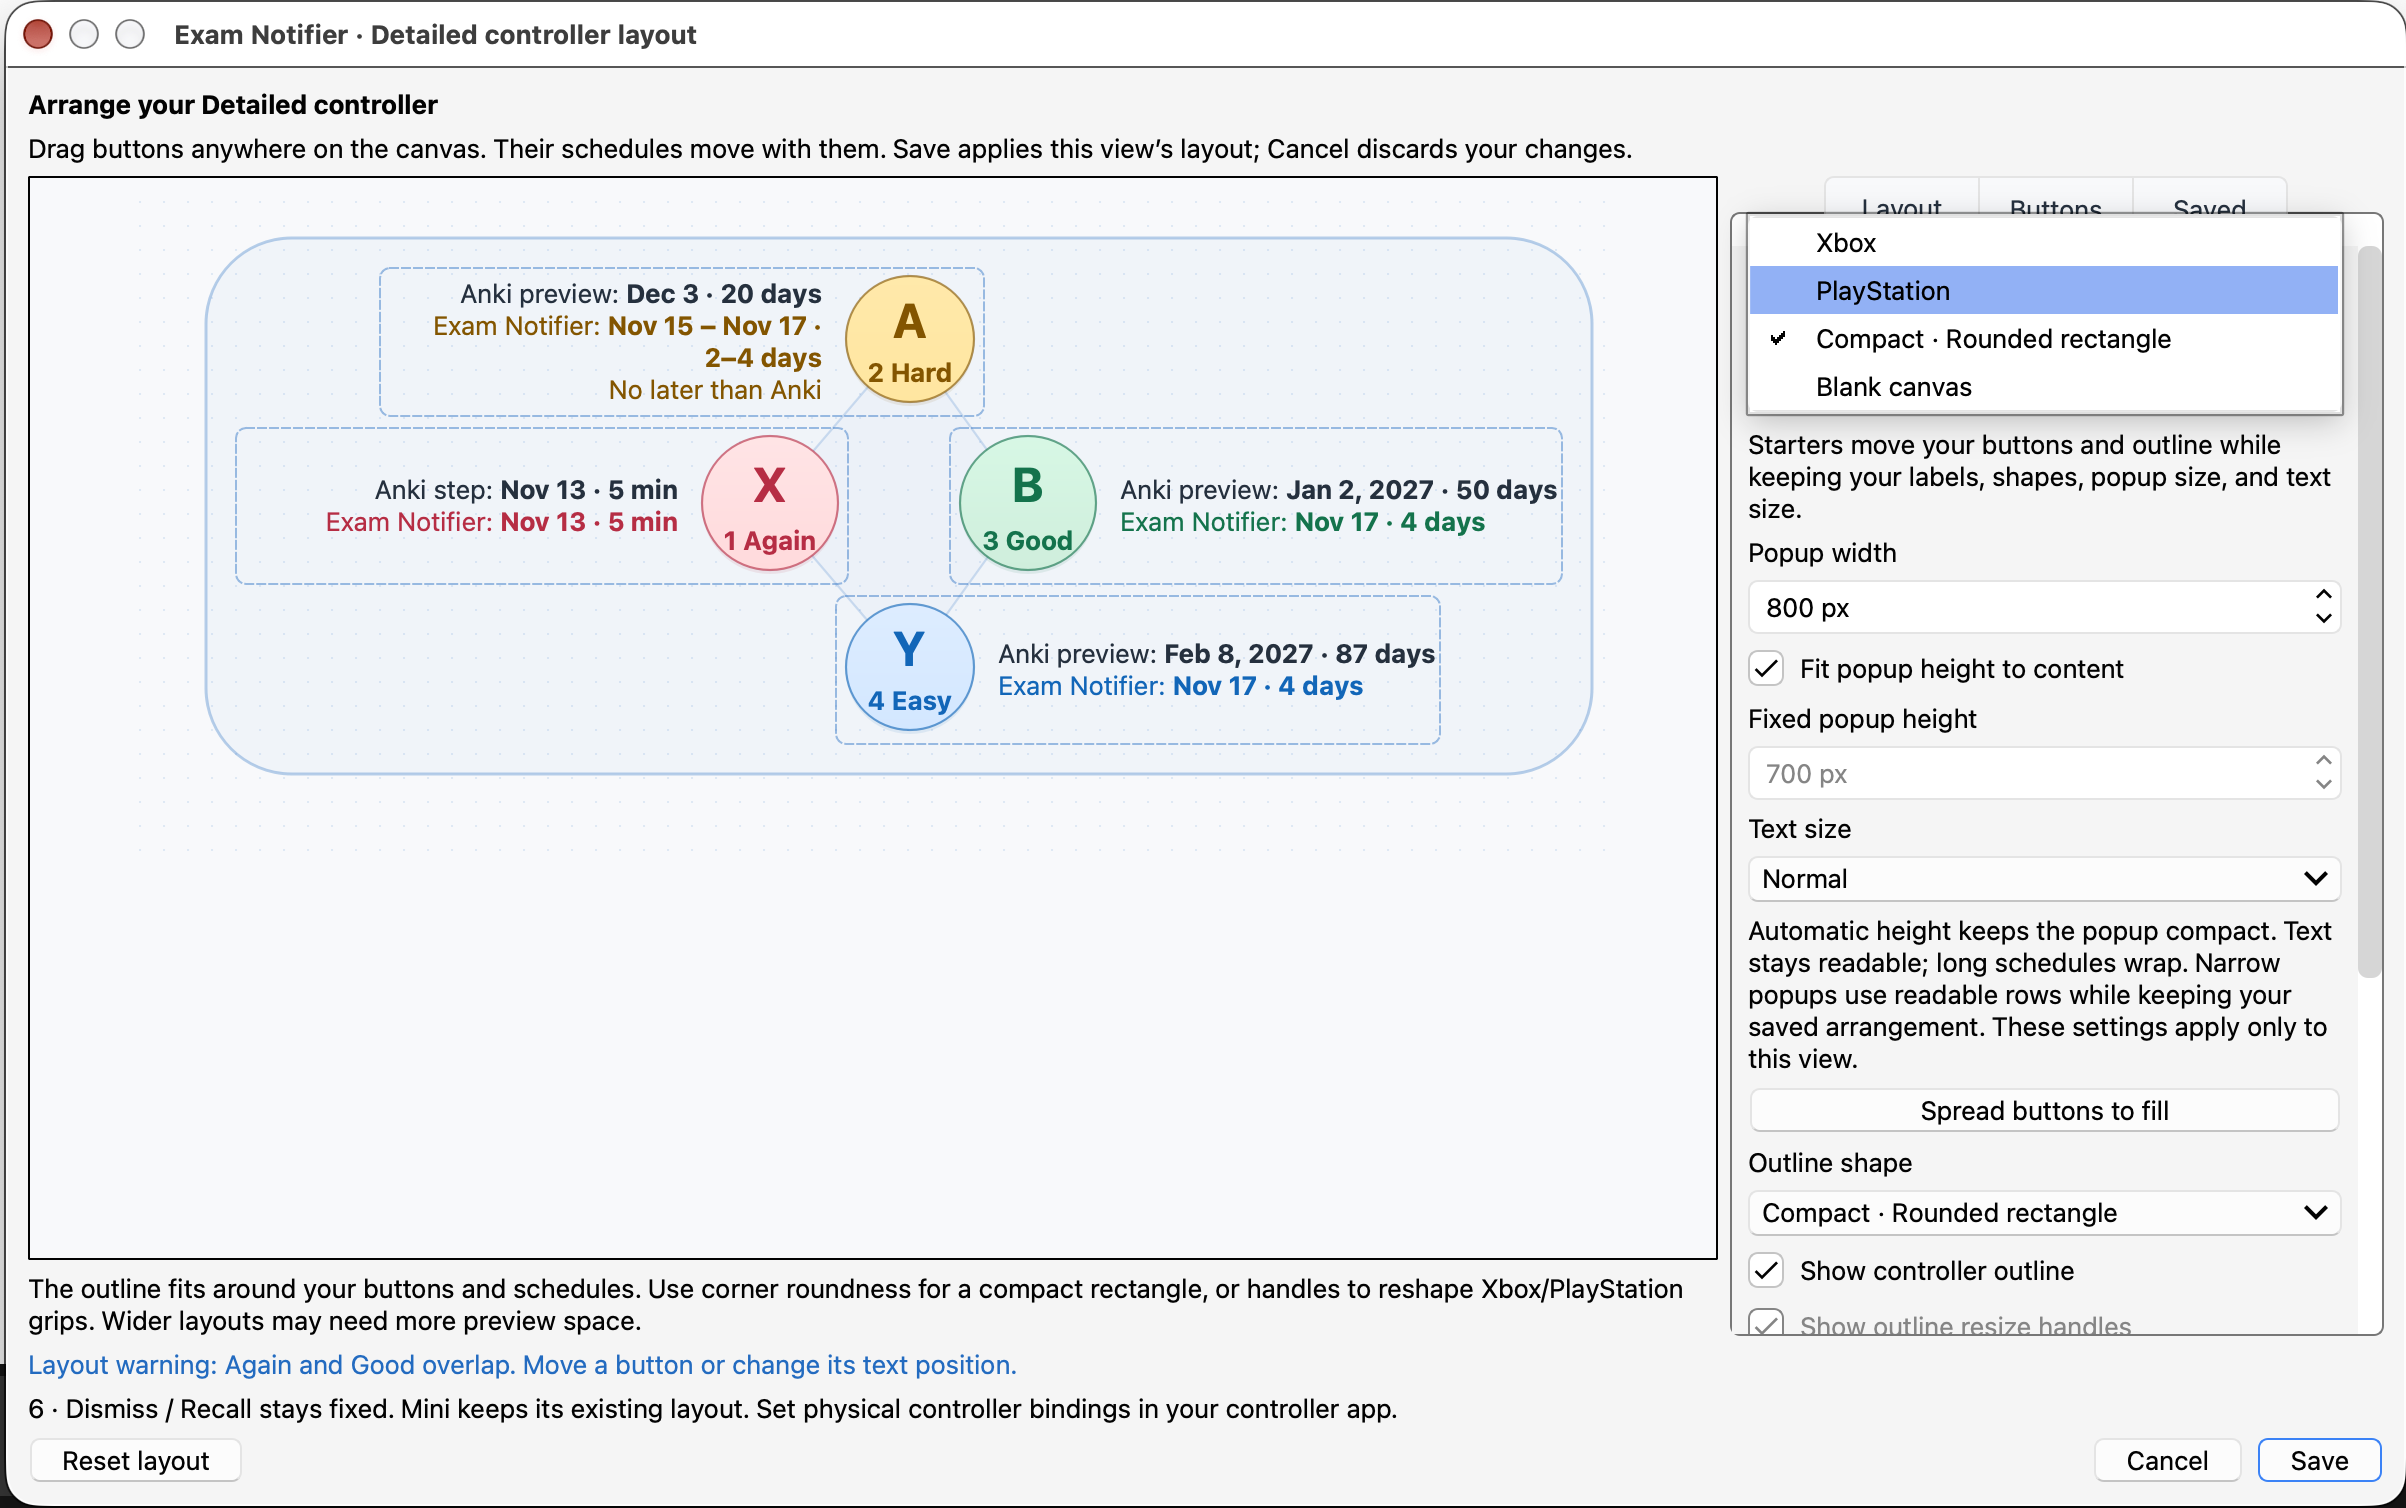 Exam Notifier · Detailed controller layout
Arrange your Detailed controller
Drag buttons anywhere on the canvas. Their schedules move with them. Save applies this view’s layout; Cancel discards your changes.
Anki preview: Dec 3 · 20 days
Exam Notifier: Nov 15 – Nov 17 ·
2–4 days
No later than Anki
A
2 Hard
Anki step: Nov 13 · 5 min
Exam Notifier: Nov 13 · 5 min
X
1 Again
B
3 Good
Anki preview: Jan 2, 2027 · 50 days
Exam Notifier: Nov 17 · 4 days
Y
4 Easy
Anki preview: Feb 8, 2027 · 87 days
Exam Notifier: Nov 17 · 4 days
Layout Buttons Saved
Xbox
PlayStation
Compact · Rounded rectangle
Blank canvas
Starters move your buttons and outline while
keeping your labels, shapes, popup size, and text
size.
Popup width
800 px
Fit popup height to content
Fixed popup height
700 px
Text size
Normal
Automatic height keeps the popup compact. Text
stays readable; long schedules wrap. Narrow
popups use readable rows while keeping your
saved arrangement. These settings apply only to
this view.
Spread buttons to fill
Outline shape
Compact · Rounded rectangle
Show controller outline
Show outline resize handles
The outline fits around your buttons and schedules. Use corner roundness for a compact rectangle, or handles to reshape Xbox/PlayStation
grips. Wider layouts may need more preview space.
Layout warning: Again and Good overlap. Move a button or change its text position.
6 · Dismiss / Recall stays fixed. Mini keeps its existing layout. Set physical controller bindings in your controller app.
Reset layout
Cancel
Save